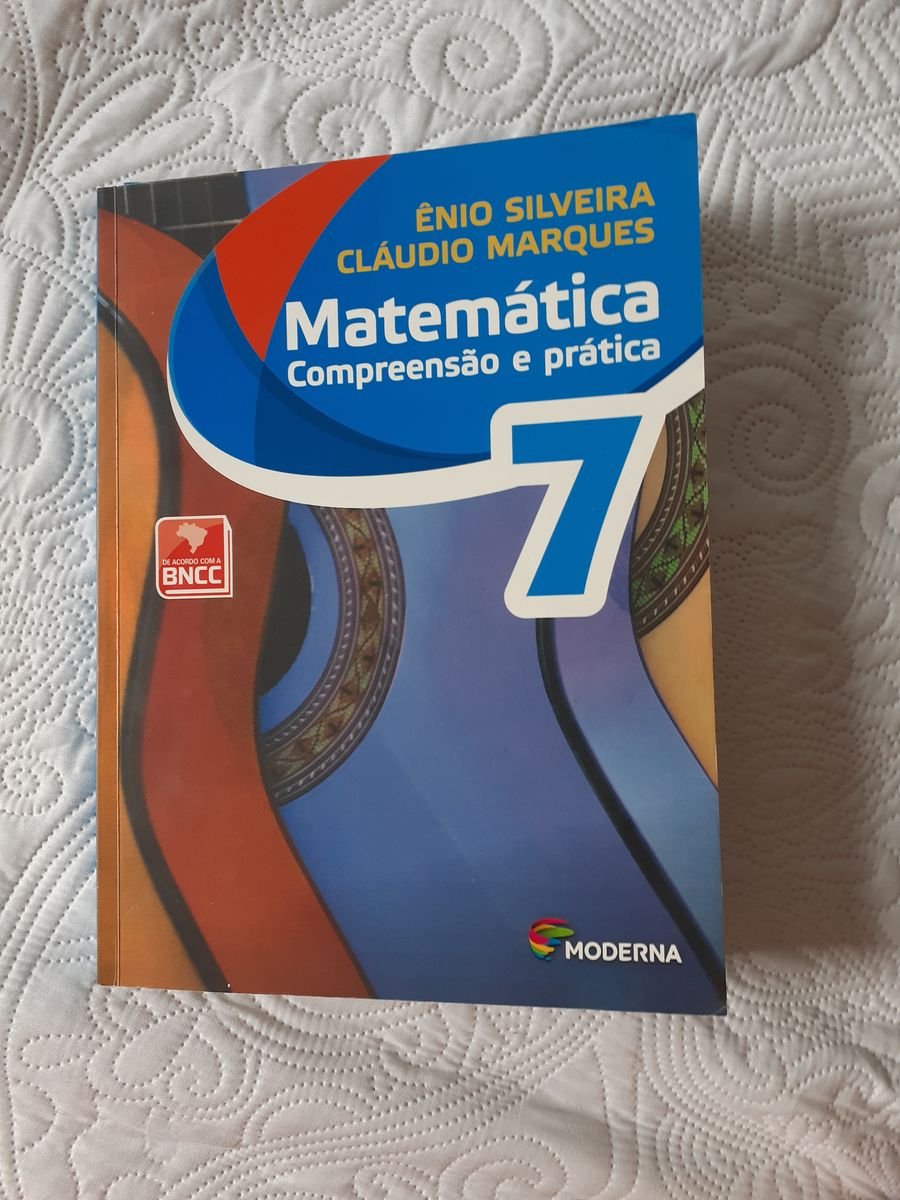 ÊNIO SILVEIRA
CLÁUDIO MARQUES
Matemática
Compreensão e prática
7
DE ACORDO COM A
BNCC
MODERNA